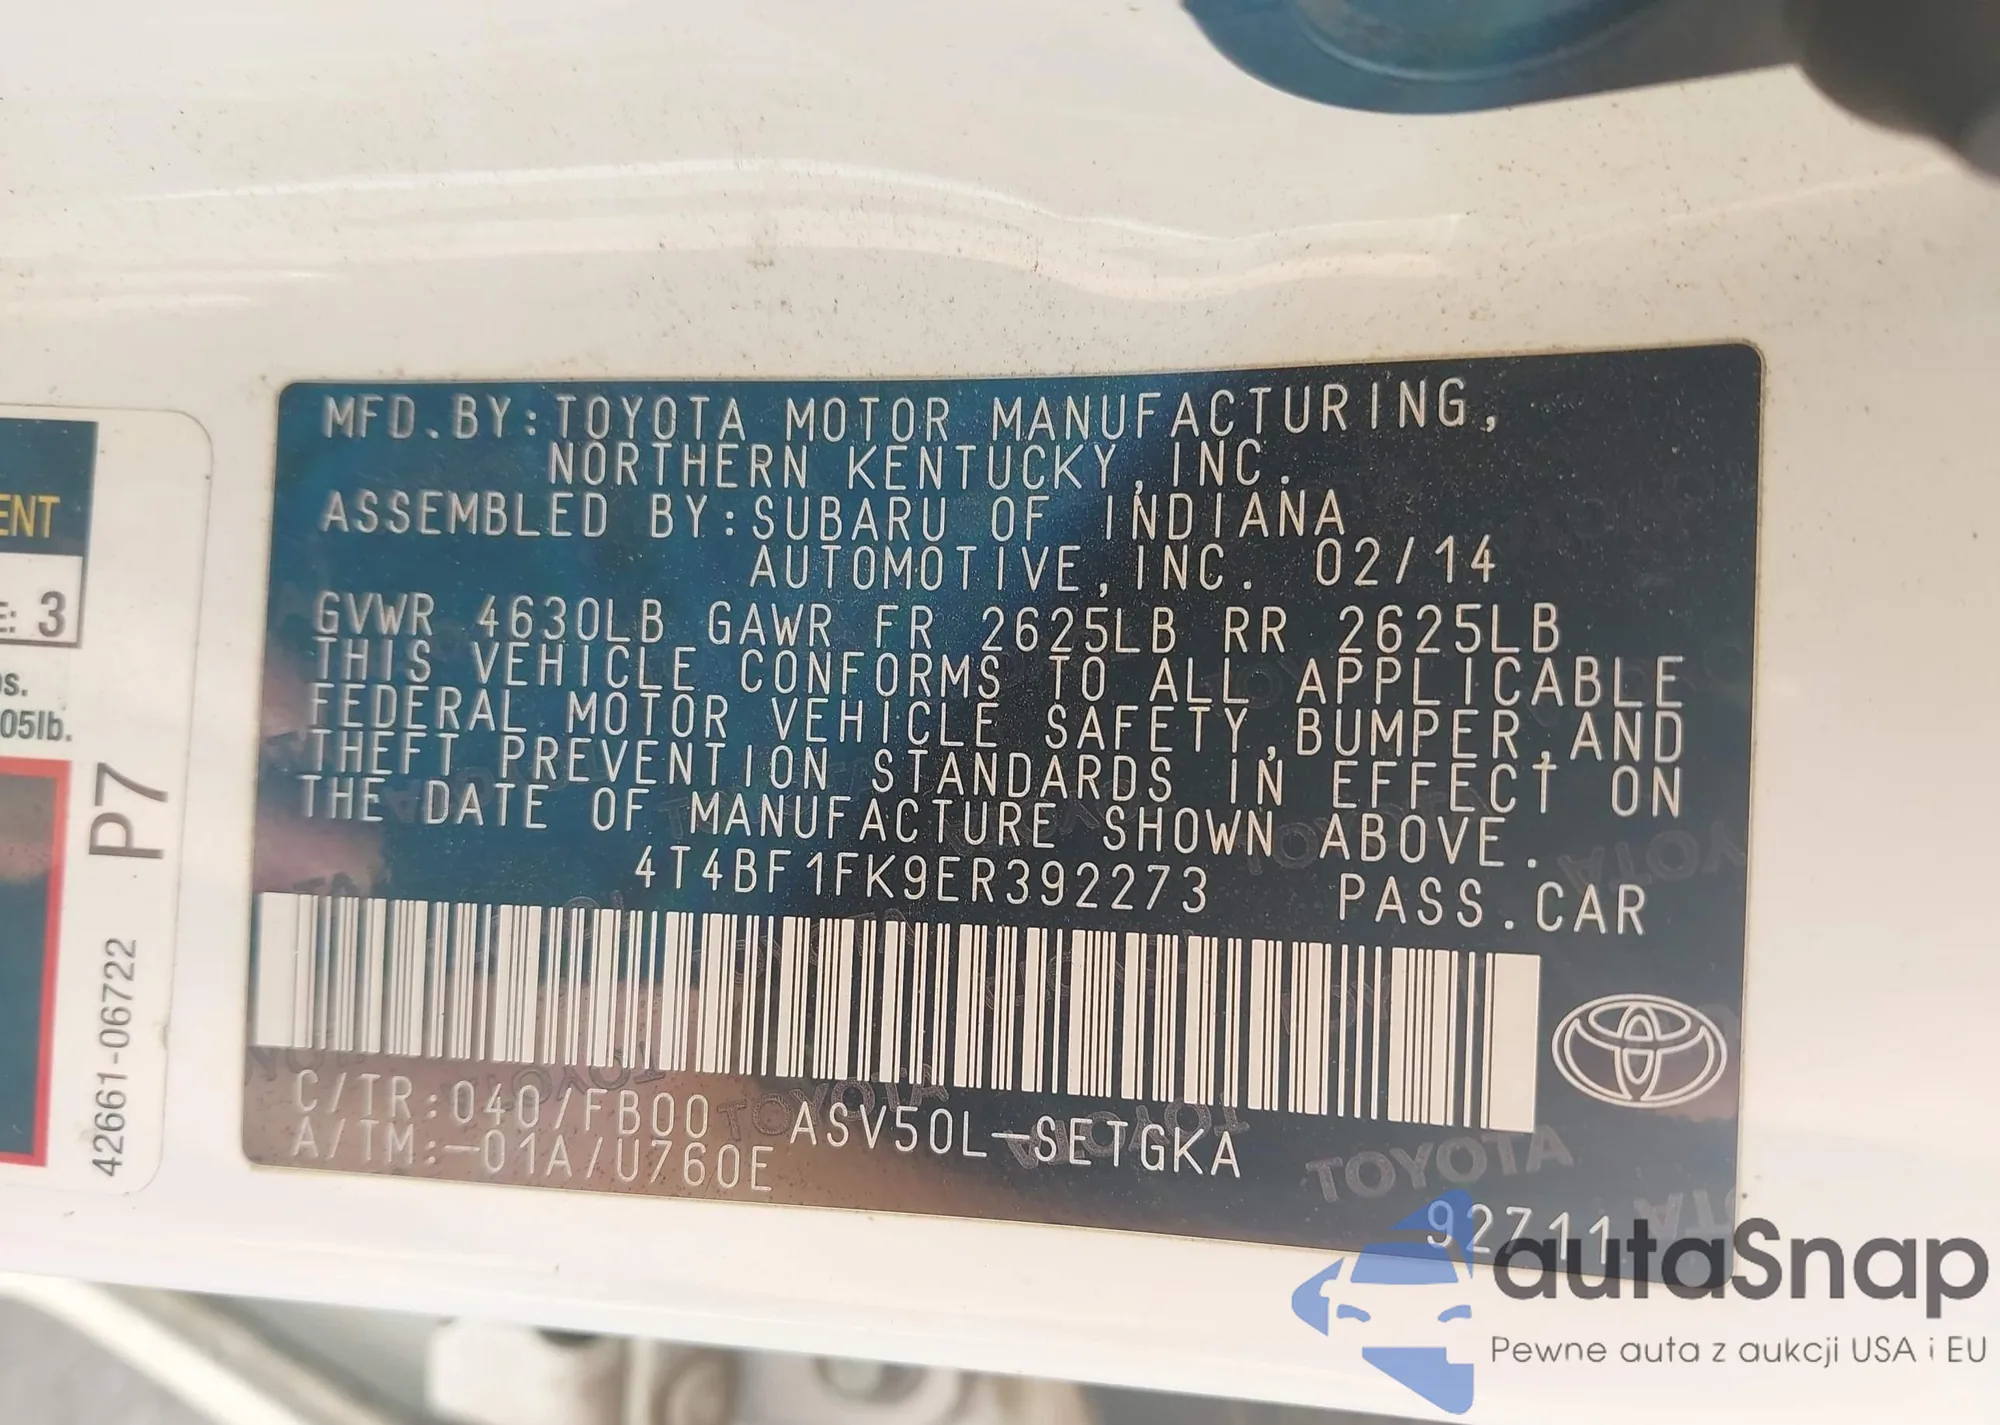 MFD.BY:TOYOTA MOTOR MANUFACTURING,
NORTHERN KENTUCKY,INC.
ASSEMBLED BY:SUBARU OF INDIANA
AUTOMOTIVE,INC. 02/14
GVWR 4630LB GAWR FR 2625LB RR 2625LB
THIS VEHICLE CONFORMS TO ALL APPLICABLE
FEDERAL MOTOR VEHICLE SAFETY,BUMPER,AND
THEFT PREVENTION STANDARDS IN EFFECT ON
THE DATE OF MANUFACTURE SHOWN ABOVE.
4T4BF1FK9ER392273 PASS.CAR
C/TR:040/FB00 ASV50L-SETGKA
A/TM:-01A/U760E
TOYOTA
92711
ENT
E: 3
os.
05lb.
P7
42661-06722
autaSnap
Pewne auta z aukcji USA i EU